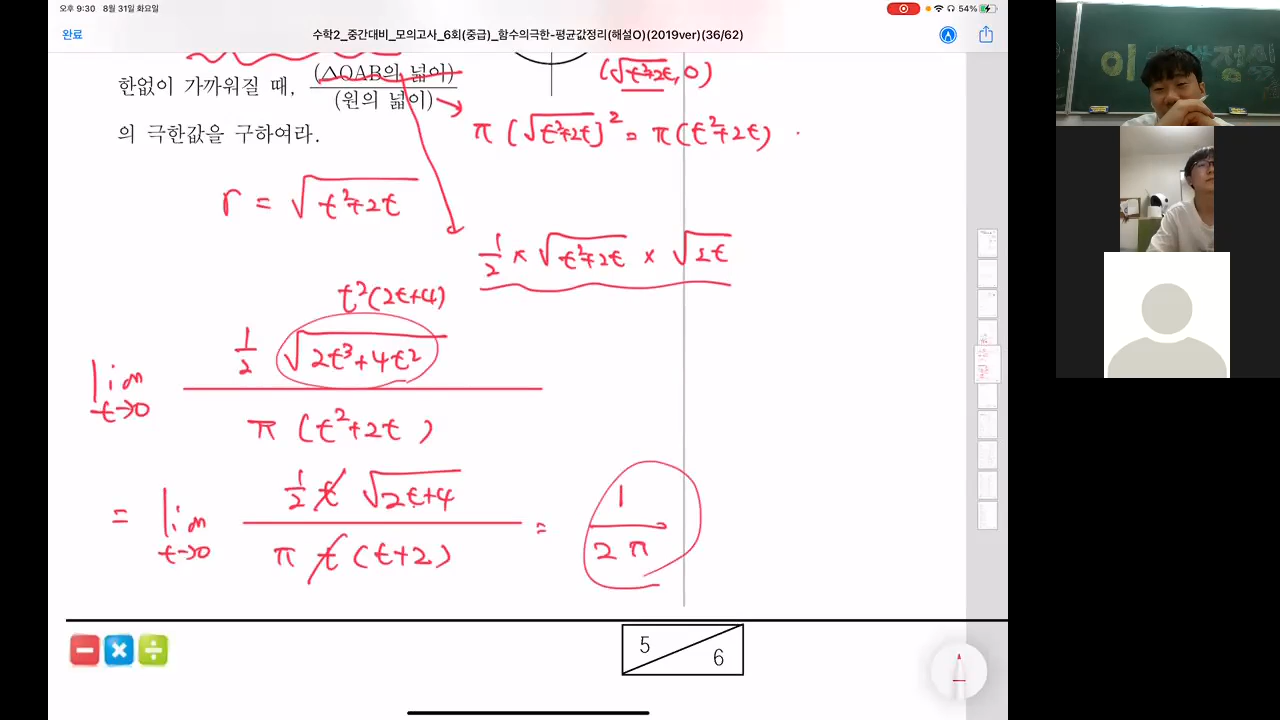 오후 9:30 8월 31일 화요일
54%
완료
수학2_중간대비_모의고사_6회(중급)_함수의극한-평균값정리(해설O)(2019ver)(36/62)
한없이 가까워질 때, (△OAB의 넓이)/(원의 넓이)
의 극한값을 구하여라.
(√(t²+2t), 0)
π(√(t²+2t))² = π(t²+2t)
r = √(t²+2t)
1/2 × √(t²+2t) × √(2t)
t²(2t+4)
lim t→0 1/2 √(2t³+4t²) / π(t²+2t)
= lim t→0 1/2 t √(2t+4) / π t (t+2) = 1/2π
5/6
이 정식